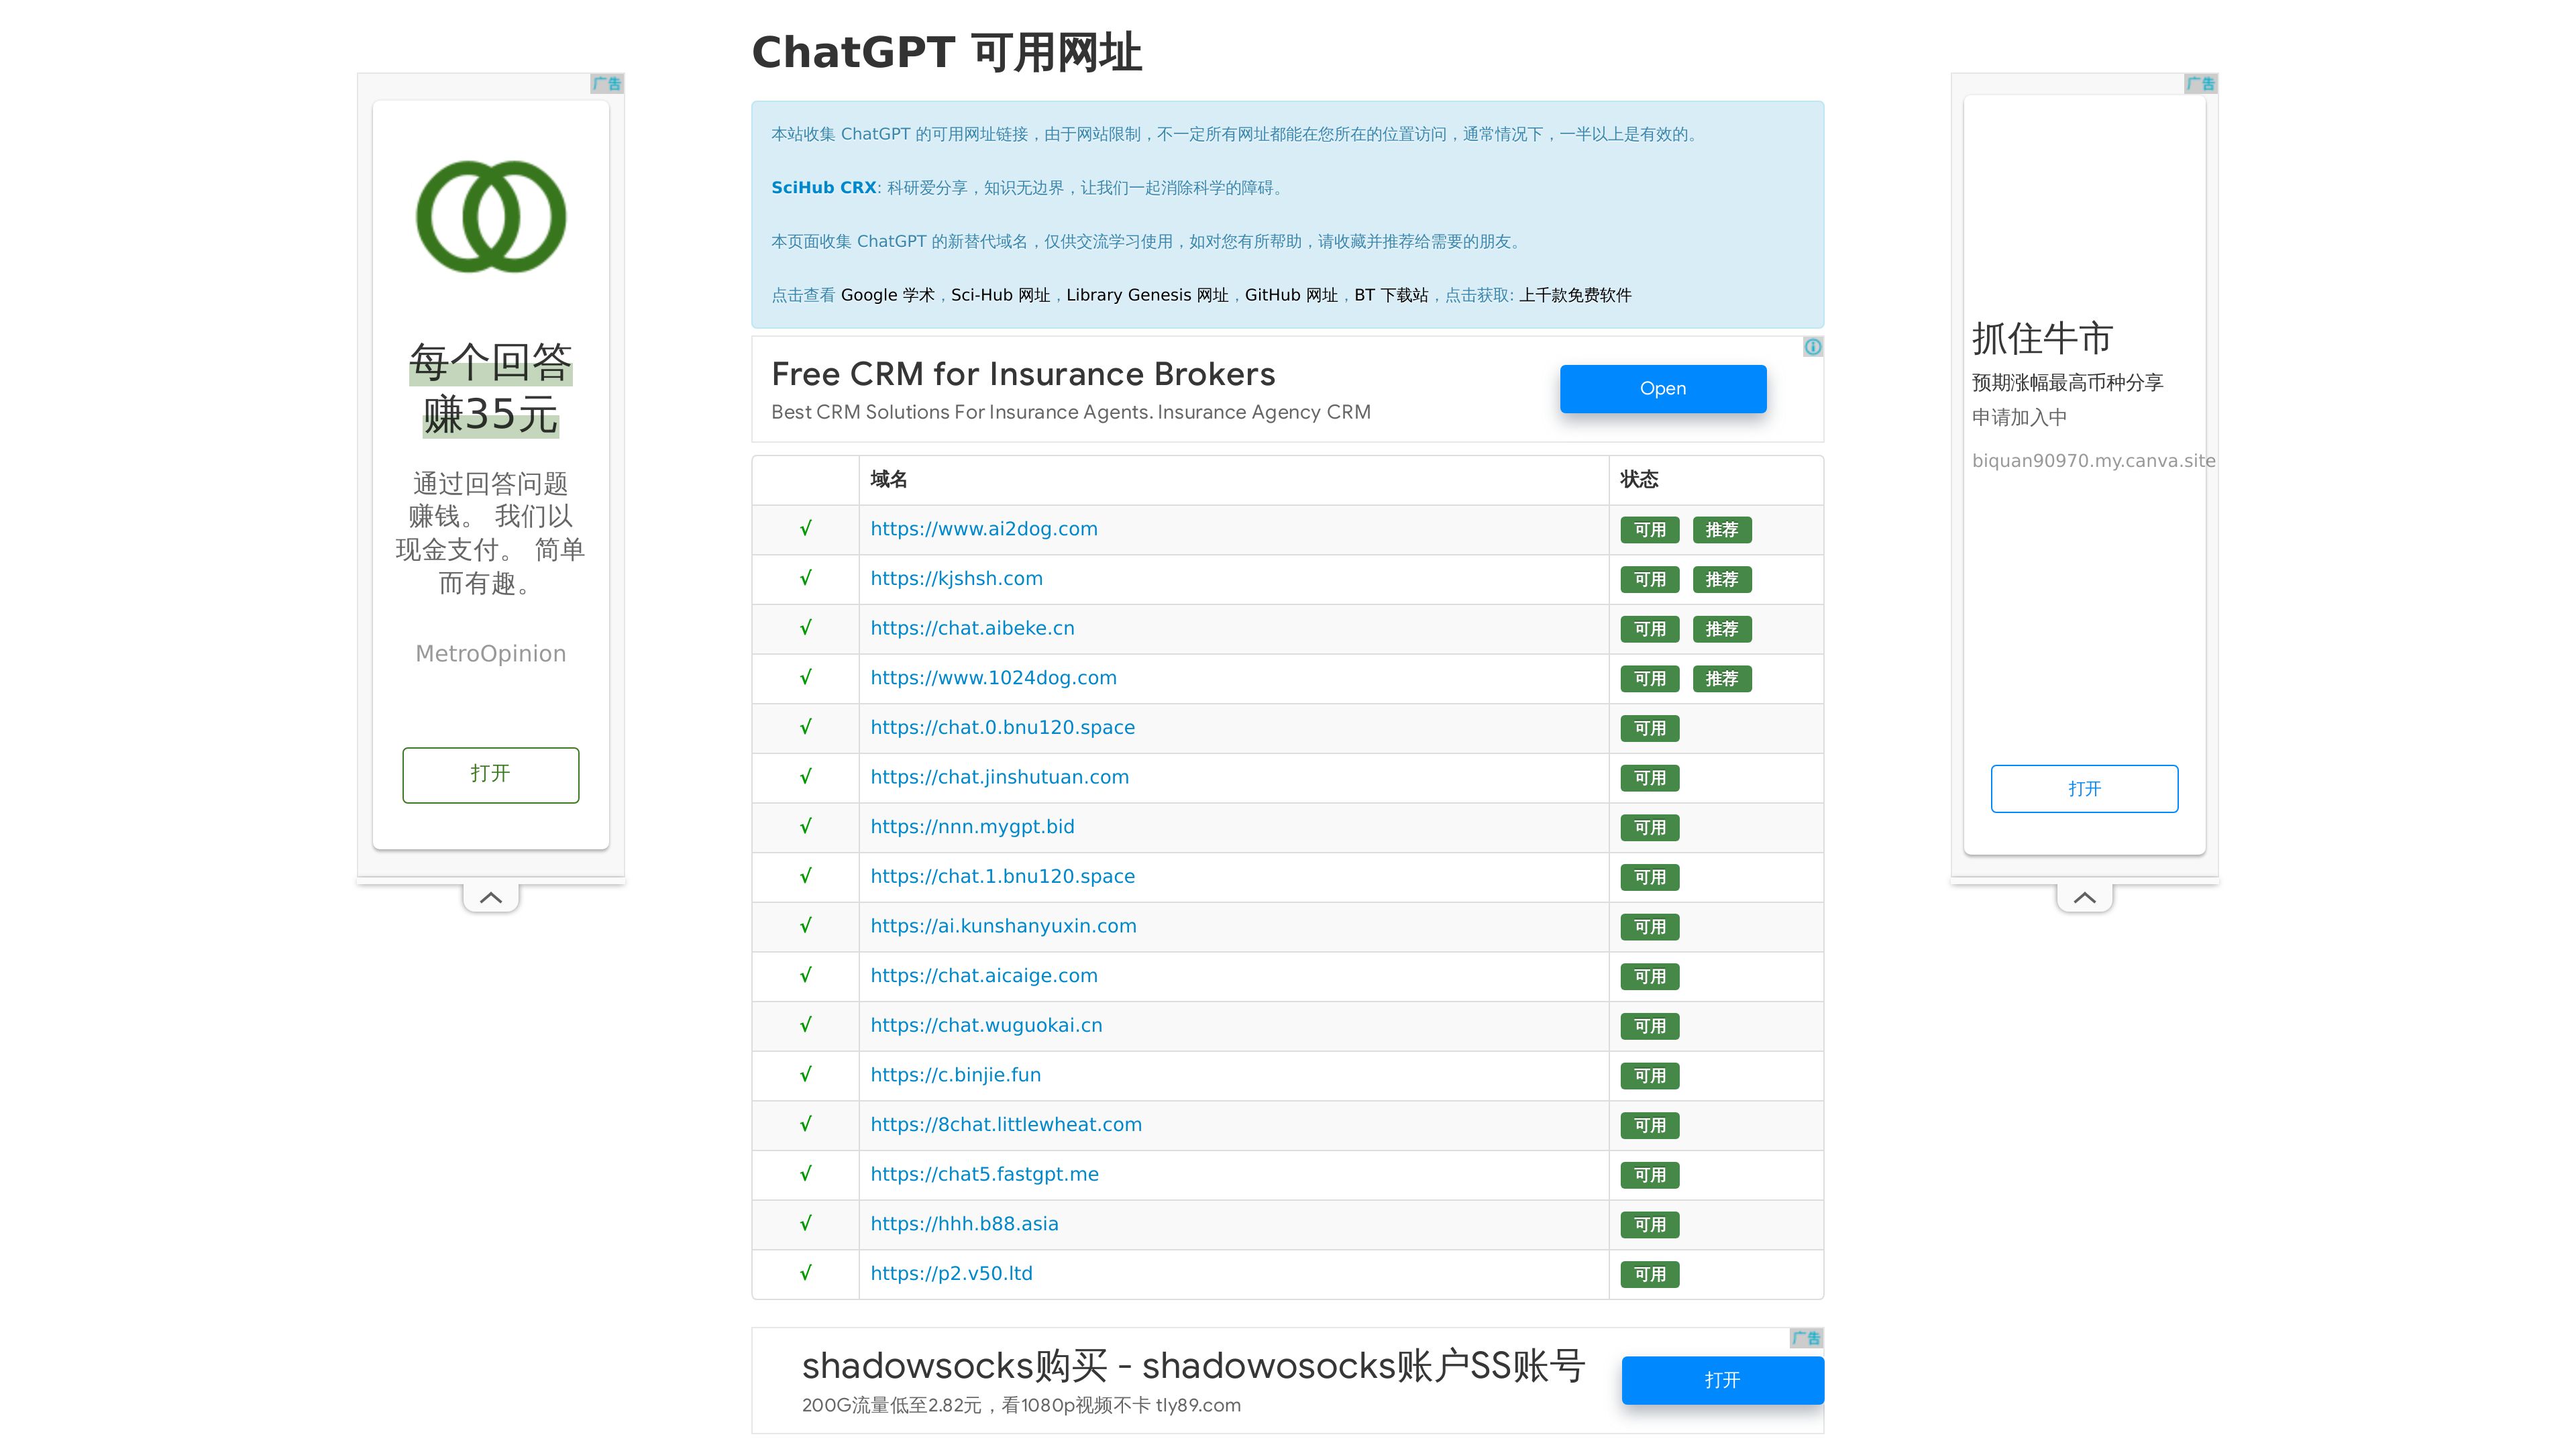 ChatGPT 可用网址
广告
每个回答
赚35元
通过回答问题
赚钱。 我们以
现金支付。 简单
而有趣。
MetroOpinion
打开
本站收集 ChatGPT 的可用网址链接，由于网站限制，不一定所有网址都能在您所在的位置访问，通常情况下，一半以上是有效的。
SciHub CRX: 科研爱分享，知识无边界，让我们一起消除科学的障碍。
本页面收集 ChatGPT 的新替代域名，仅供交流学习使用，如对您有所帮助，请收藏并推荐给需要的朋友。
点击查看 Google 学术，Sci-Hub 网址，Library Genesis 网址，GitHub 网址，BT 下载站，点击获取: 上千款免费软件
Free CRM for Insurance Brokers
Best CRM Solutions For Insurance Agents. Insurance Agency CRM
Open
域名 状态
√ https://www.ai2dog.com 可用 推荐
√ https://kjshsh.com 可用 推荐
√ https://chat.aibeke.cn 可用 推荐
√ https://www.1024dog.com 可用 推荐
√ https://chat.0.bnu120.space 可用
√ https://chat.jinshutuan.com 可用
√ https://nnn.mygpt.bid 可用
√ https://chat.1.bnu120.space 可用
√ https://ai.kunshanyuxin.com 可用
√ https://chat.aicaige.com 可用
√ https://chat.wuguokai.cn 可用
√ https://c.binjie.fun 可用
√ https://8chat.littlewheat.com 可用
√ https://chat5.fastgpt.me 可用
√ https://hhh.b88.asia 可用
√ https://p2.v50.ltd 可用
广告
shadowsocks购买 - shadowosocks账户SS账号
200G流量低至2.82元，看1080p视频不卡 tly89.com
打开
广告
抓住牛市
预期涨幅最高币种分享
申请加入中
biquan90970.my.canva.site
打开